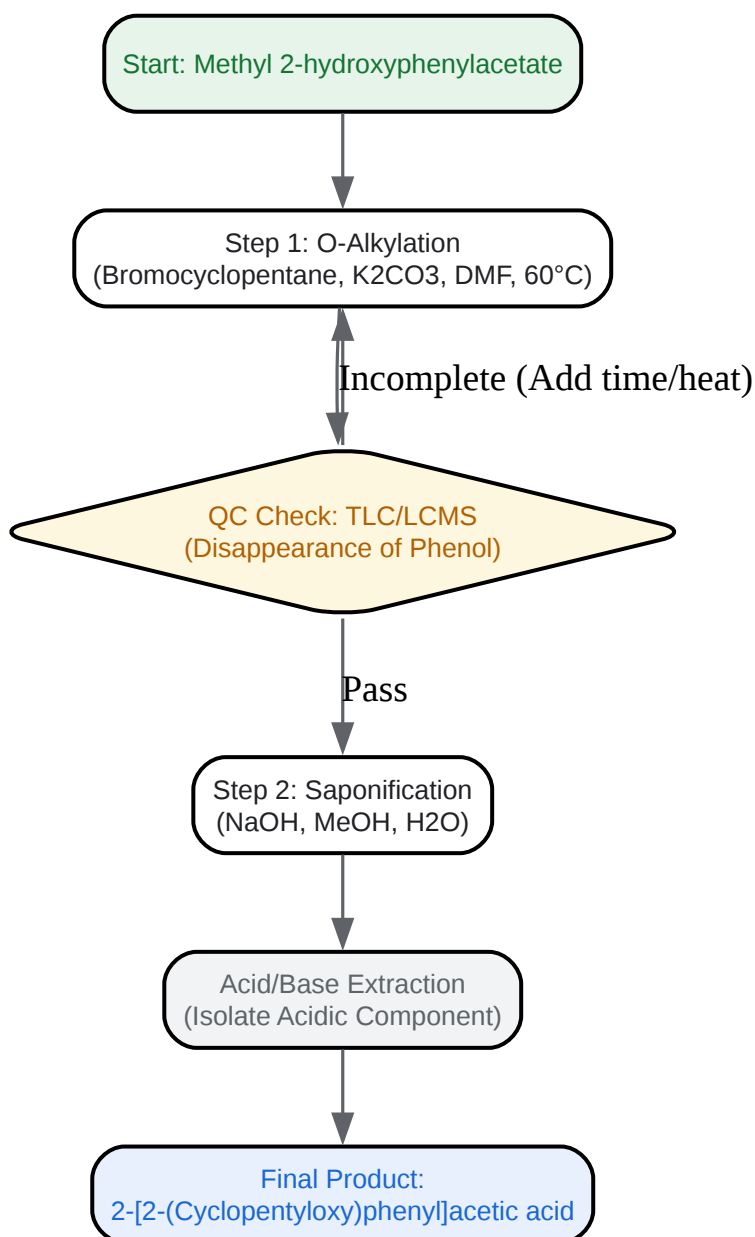 Start: Methyl 2-hydroxyphenylacetate
Step 1: O-Alkylation
(Bromocyclopentane, K2CO3, DMF, 60°C)
Incomplete (Add time/heat)
QC Check: TLC/LCMS
(Disappearance of Phenol)
Pass
Step 2: Saponification
(NaOH, MeOH, H2O)
Acid/Base Extraction
(Isolate Acidic Component)
Final Product:
2-[2-(Cyclopentyloxy)phenyl]acetic acid